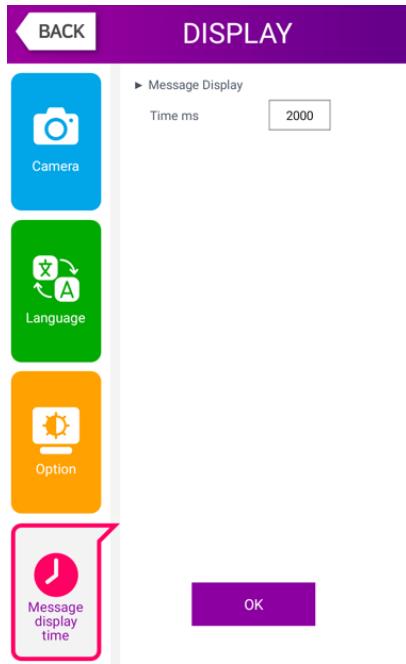 BACK
DISPLAY
Camera
Language
Option
Message
display
time
► Message Display
Time ms 2000
OK